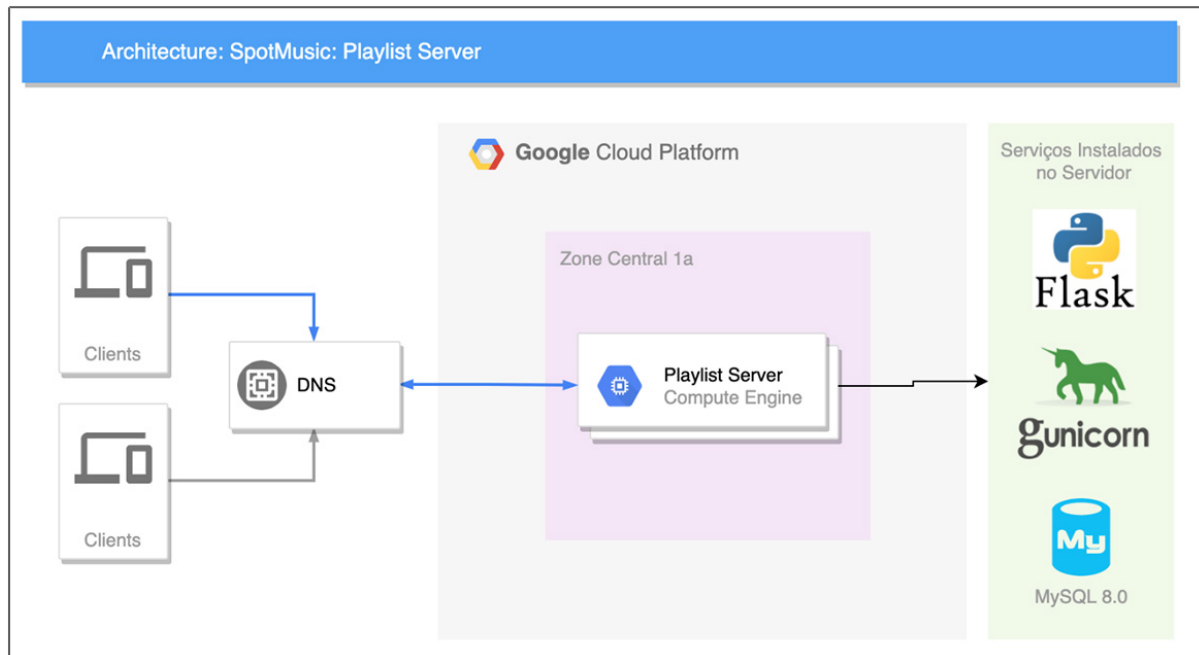 Architecture: SpotMusic: Playlist Server
Google Cloud Platform
Serviços Instalados
no Servidor
Zone Central 1a
Flask
Clients
DNS
Playlist Server
Compute Engine
gunicorn
Clients
My
MySQL 8.0